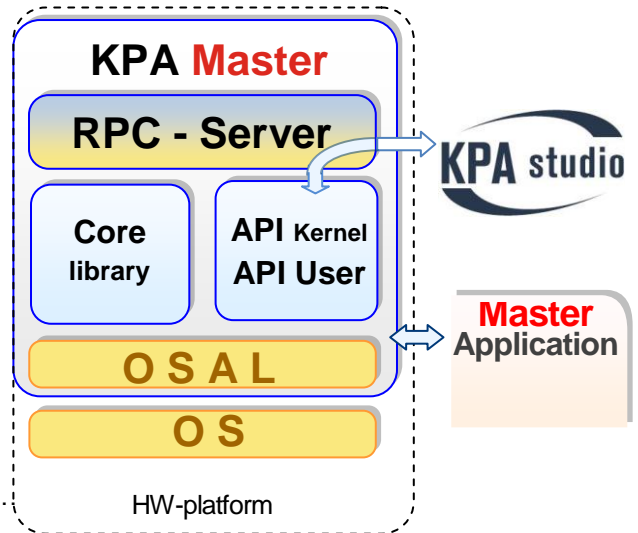 KPA Master
RPC - Server
KPA studio
Core
library
API Kernel
API User
Master
Application
O S A L
O S
HW-platform